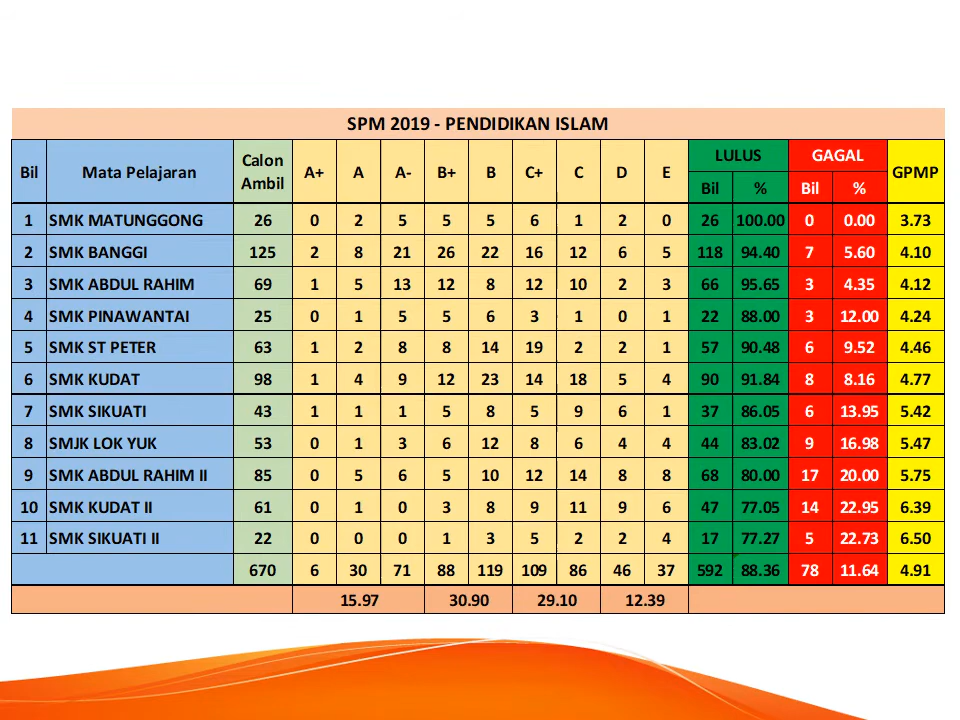 SPM 2019 - PENDIDIKAN ISLAM
Bil Mata Pelajaran Calon Ambil A+ A A- B+ B C+ C D E LULUS GAGAL GPMP
Bil % Bil %
1 SMK MATUNGGONG 26 0 2 5 5 5 6 1 2 0 26 100.00 0 0.00 3.73
2 SMK BANGGI 125 2 8 21 26 22 16 12 6 5 118 94.40 7 5.60 4.10
3 SMK ABDUL RAHIM 69 1 5 13 12 8 12 10 2 3 66 95.65 3 4.35 4.12
4 SMK PINAWANTAI 25 0 1 5 5 6 3 1 0 1 22 88.00 3 12.00 4.24
5 SMK ST PETER 63 1 2 8 8 14 19 2 2 1 57 90.48 6 9.52 4.46
6 SMK KUDAT 98 1 4 9 12 23 14 18 5 4 90 91.84 8 8.16 4.77
7 SMK SIKUATI 43 1 1 1 5 8 5 9 6 1 37 86.05 6 13.95 5.42
8 SMJK LOK YUK 53 0 1 3 6 12 8 6 4 4 44 83.02 9 16.98 5.47
9 SMK ABDUL RAHIM II 85 0 5 6 5 10 12 14 8 8 68 80.00 17 20.00 5.75
10 SMK KUDAT II 61 0 1 0 3 8 9 11 9 6 47 77.05 14 22.95 6.39
11 SMK SIKUATI II 22 0 0 0 1 3 5 2 2 4 17 77.27 5 22.73 6.50
670 6 30 71 88 119 109 86 46 37 592 88.36 78 11.64 4.91
15.97 30.90 29.10 12.39